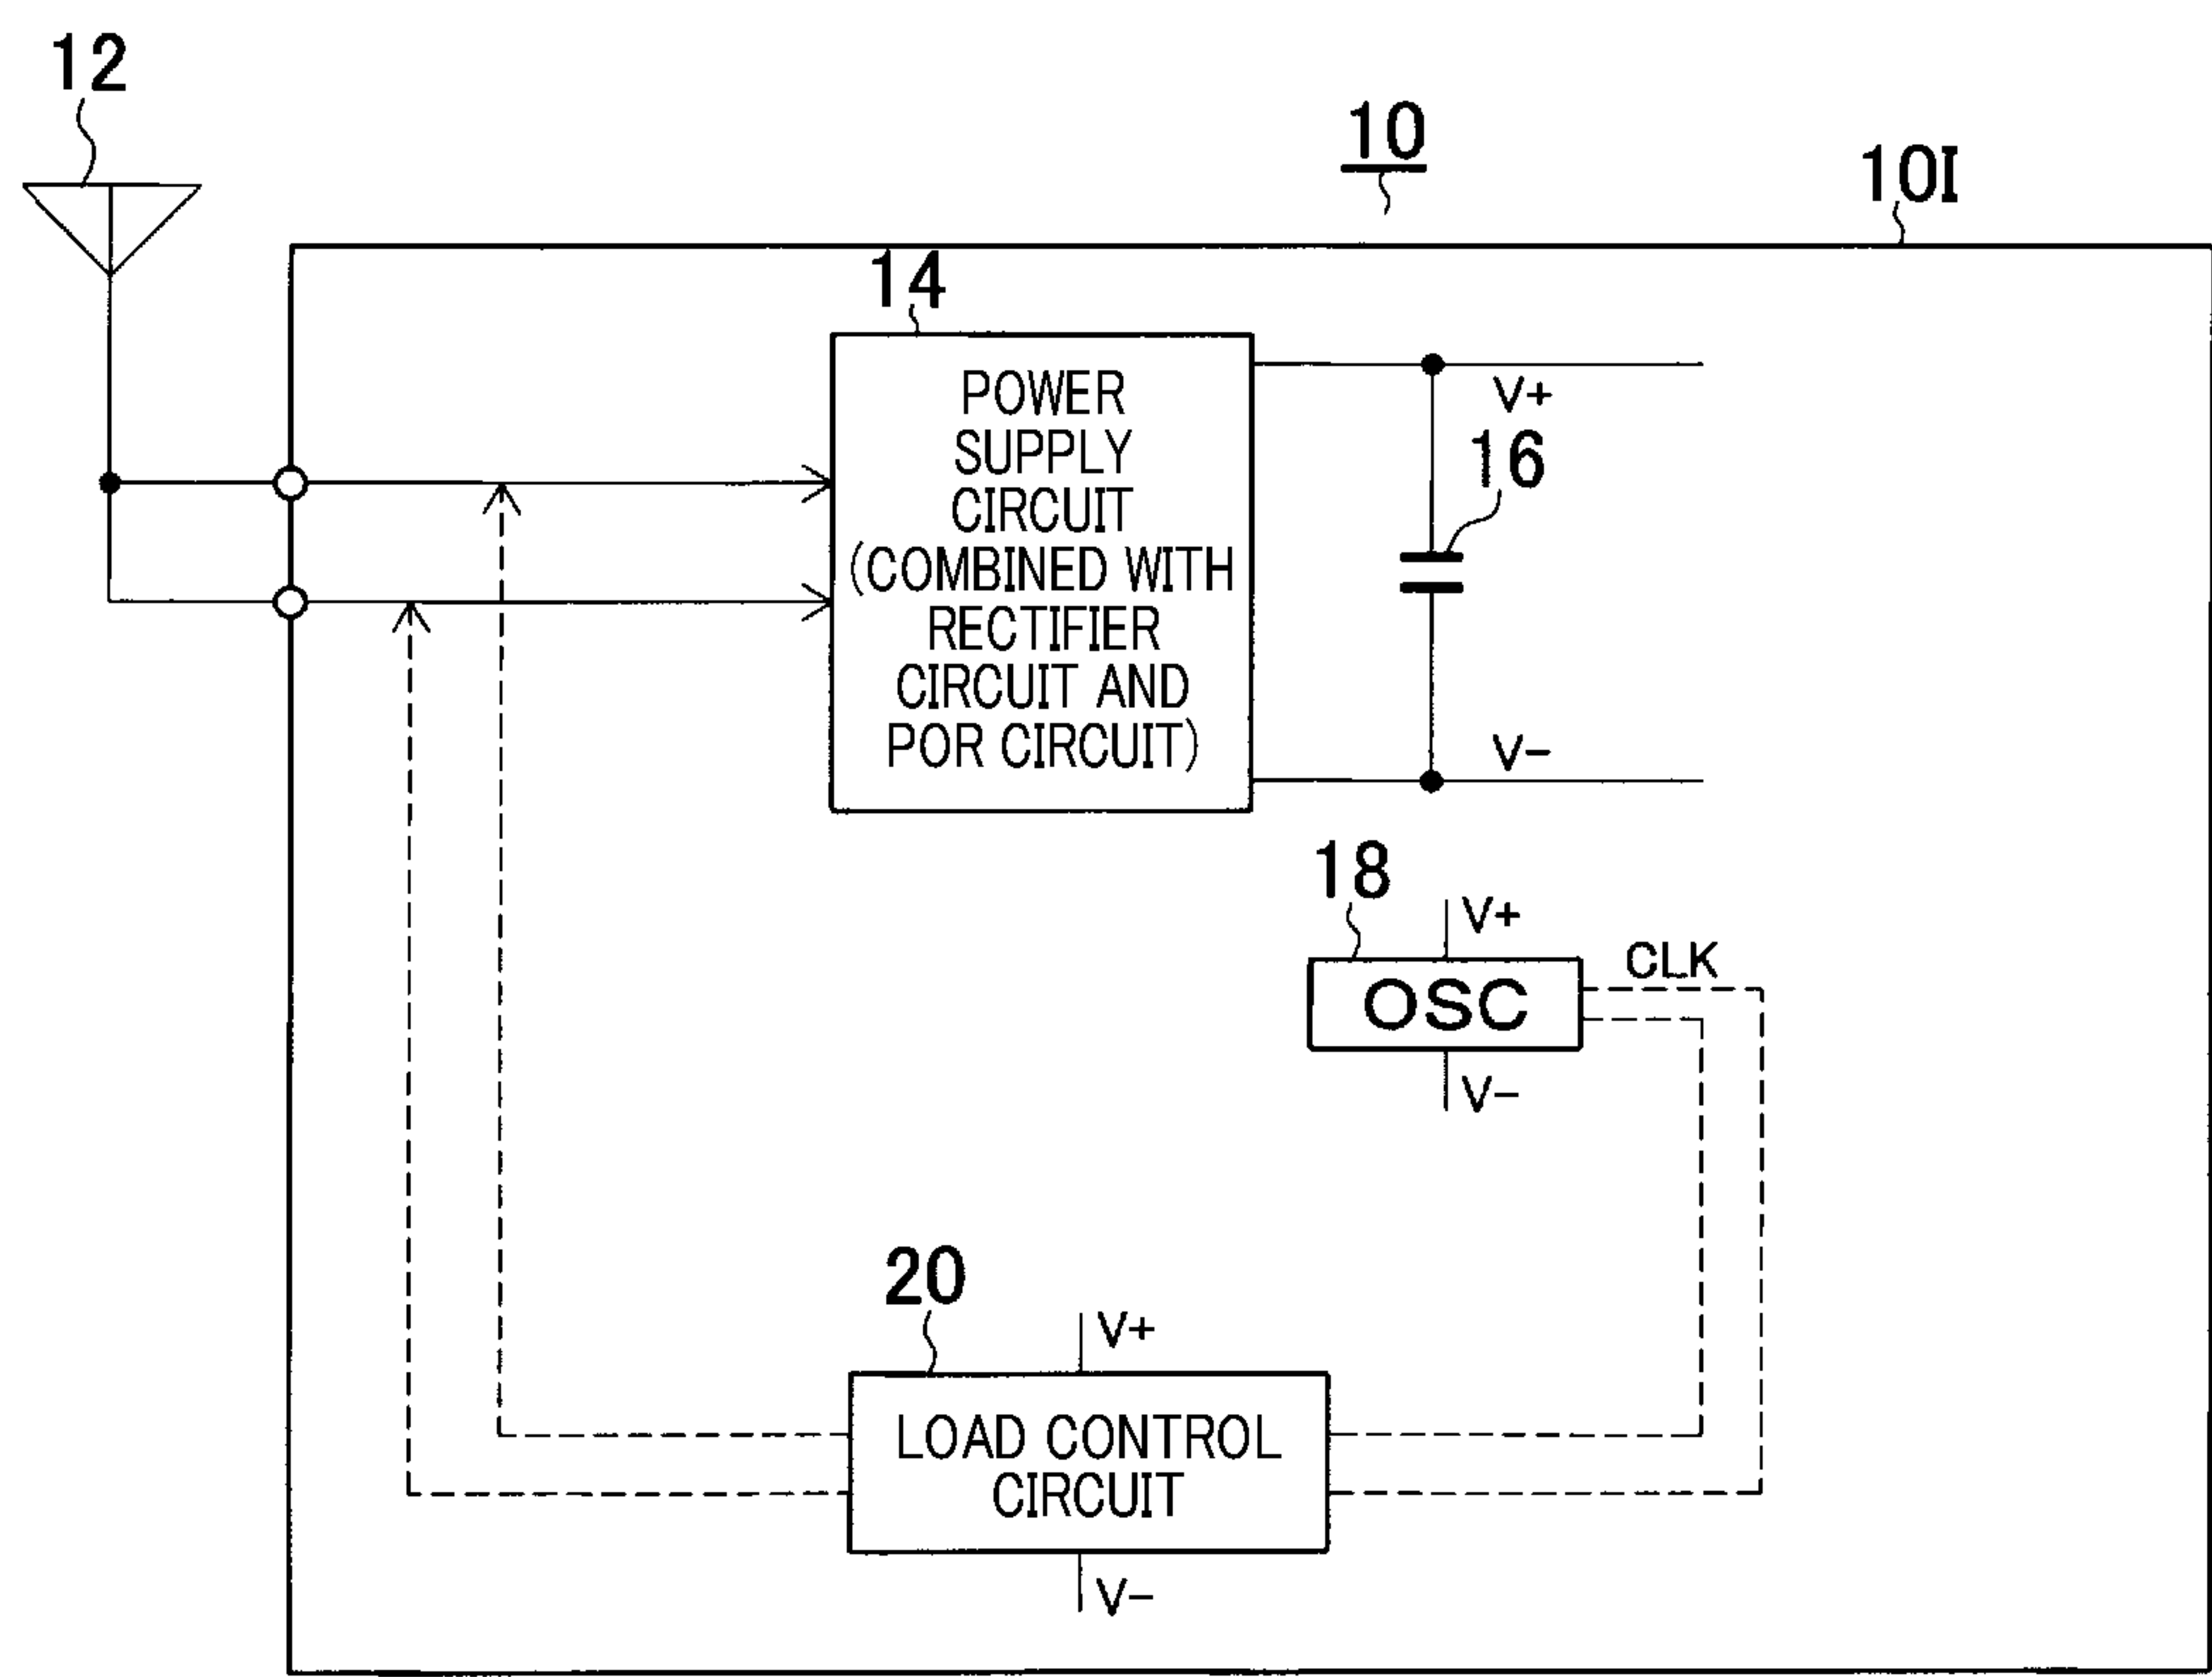 12
10
10I
14
POWER
SUPPLY
CIRCUIT
(COMBINED WITH
RECTIFIER
CIRCUIT AND
POR CIRCUIT)
V+
16
V-
18
V+
OSC
CLK
V-
20
V+
LOAD CONTROL
CIRCUIT
V-